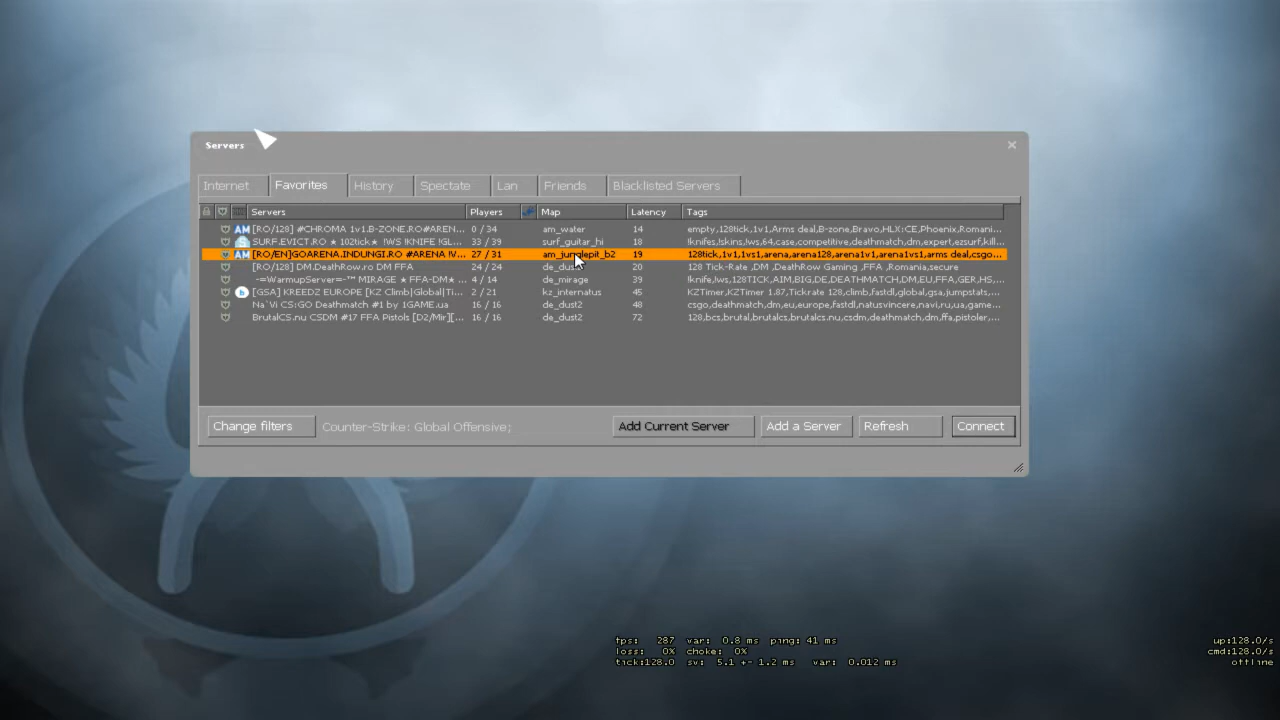 Servers
Internet Favorites History Spectate Lan Friends Blacklisted Servers
Servers Players Map Latency Tags
AM [RO/128] #CHROMA 1v1.B-ZONE.RO#AREN... 0 / 34 am_water 14 empty,128tick,1v1,Arms deal,B-zone,Bravo,HLX:CE,Phoenix,Romani...
SURF.EVICT.RO ★ 102tick★ !WS !KNIFE !GL... 33 / 39 surf_guitar_hi 18 !knifes,!skins,!ws,64,case,competitive,deathmatch,dm,expert,ezsurf,kill...
AM [RO/EN]GOARENA.INDUNGI.RO #ARENA !V... 27 / 31 am_junglepit_b2 19 128tick,1v1,1vs1,arena,arena128,arena1v1,arena1vs1,arms deal,csgo...
[RO/128] DM.DeathRow.ro DM FFA 24 / 24 20 128 Tick-Rate ,DM ,DeathRow Gaming ,FFA ,Romania,secure
-=WarmupServer=-™ MIRAGE ★ FFA-DM★ ... 4 / 14 de_mirage 39 !knife,!ws,128TICK,AIM,BIG,DE,DEATHMATCH,DM,EU,FFA,GER,HS,...
[GSA] KREEDZ EUROPE [KZ Climb|Global|Ti... 2 / 21 kz_internatus 45 KZTimer,KZTimer 1.87,Tickrate 128,climb,fastdl,global,gsa,jumpstats,...
Na`Vi CS:GO Deathmatch #1 by 1GAME.ua 16 / 16 de_dust2 48 csgo,deathmatch,dm,eu,europe,fastdl,natusvincere,navi,ru,ua,game...
BrutalCS.nu CSDM #17 FFA Pistols [D2/Mir][... 16 / 16 de_dust2 72 128,bcs,brutal,brutalcs,brutalcs.nu,csdm,deathmatch,dm,ffa,pistoler,...
Change filters Counter-Strike: Global Offensive; Add Current Server Add a Server Refresh Connect
fps: 287 var: 0.8 ms ping: 41 ms up:128.0/s
loss: 0% choke: 0% cmd:128.0/s
tick:128.0 sv: 5.1 +- 1.2 ms var: 0.012 ms offline